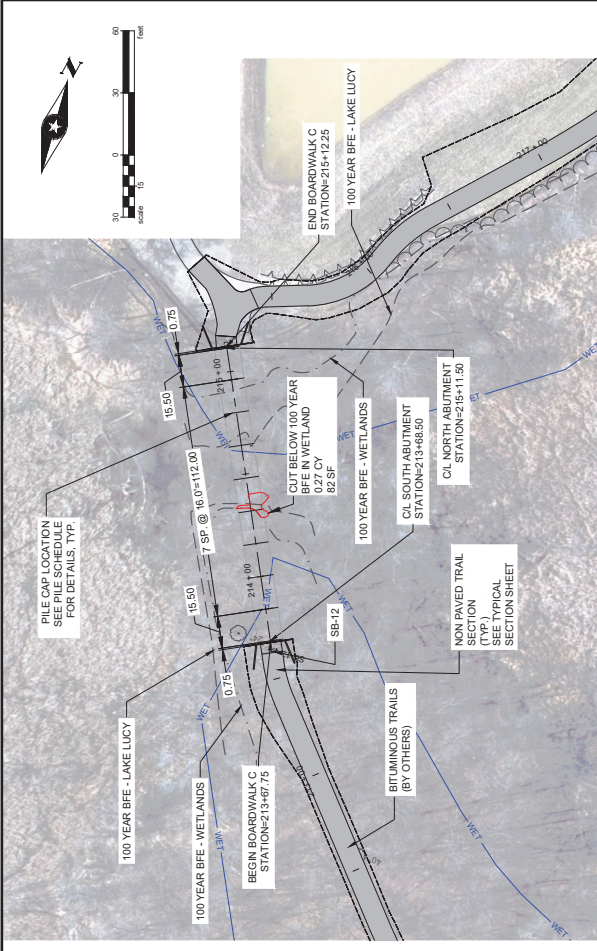 N
30
0
30
60
scale
15
feet
PILE CAP LOCATION
SEE PILE SCHEDULE
FOR DETAILS, TYP.
100 YEAR BFE - LAKE LUCY
100 YEAR BFE - WETLANDS
BEGIN BOARDWALK C
STATION=213+67.75
0.75
15.50
7 SP. @ 16.0'=112.00
15.50
0.75
WET
WET
WET
WET
WET
WET
WET
WET
WET
WET
214+00
215+00
217+00
END BOARDWALK C
STATION=215+12.25
100 YEAR BFE - LAKE LUCY
CUT BELOW 100 YEAR
BFE IN WETLAND
0.27 CY
82 SF
100 YEAR BFE - WETLANDS
C/L SOUTH ABUTMENT
STATION=213+68.50
C/L NORTH ABUTMENT
STATION=215+11.50
SB-12
NON PAVED TRAIL
SECTION
(TYP.)
SEE TYPICAL
SECTION SHEET
BITUMINOUS TRAILS
(BY OTHERS)